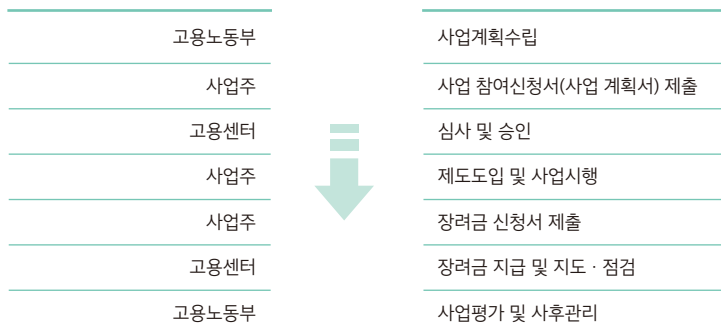 고용노동부 사업계획수립
사업주 사업 참여신청서(사업 계획서) 제출
고용센터 심사 및 승인
사업주 제도도입 및 사업시행
사업주 장려금 신청서 제출
고용센터 장려금 지급 및 지도 · 점검
고용노동부 사업평가 및 사후관리